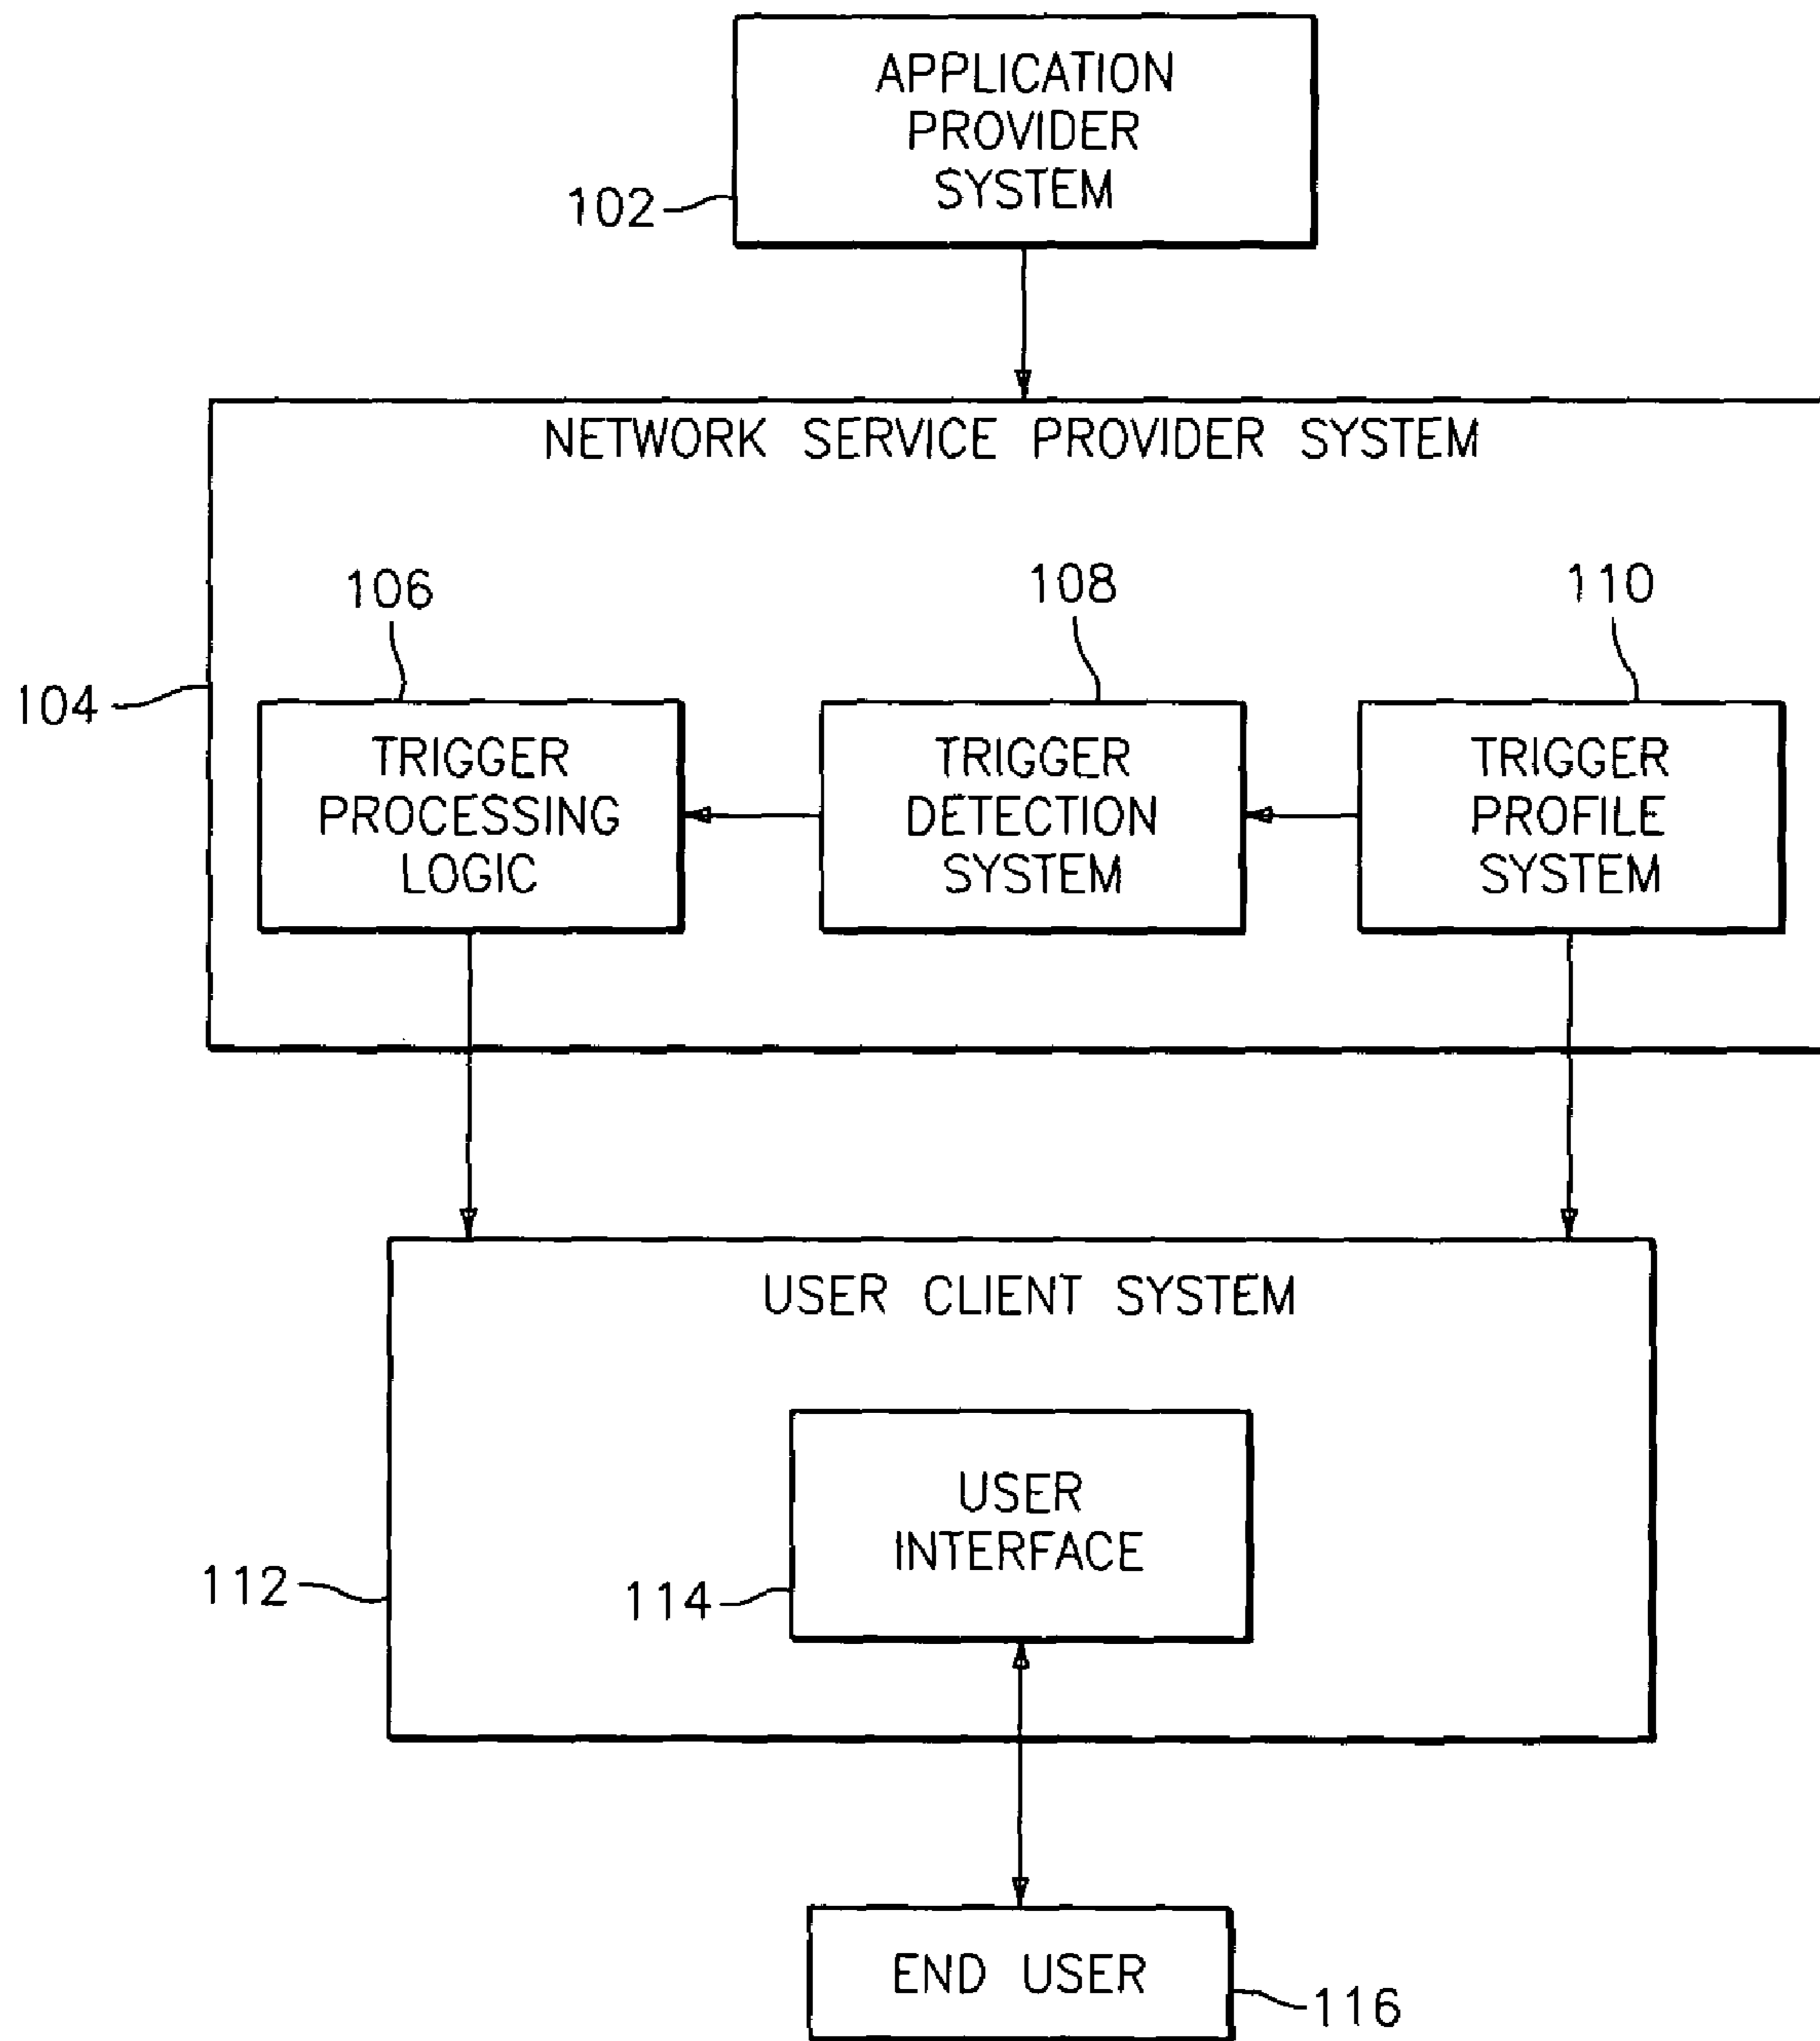 APPLICATION
PROVIDER
SYSTEM
102
NETWORK SERVICE PROVIDER SYSTEM
106
108
110
104
TRIGGER
PROCESSING
LOGIC
TRIGGER
DETECTION
SYSTEM
TRIGGER
PROFILE
SYSTEM
USER CLIENT SYSTEM
USER
INTERFACE
112
114
END USER
116